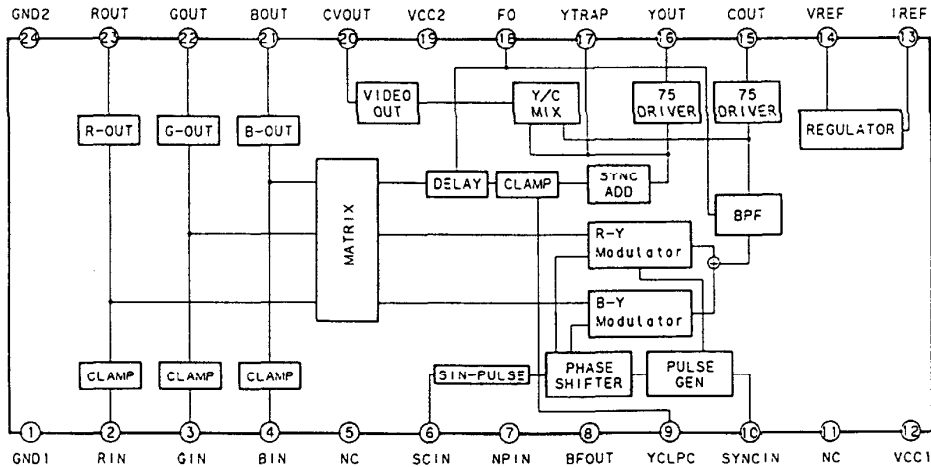 GND2 ROUT GOUT BOUT CVOUT VCC2 FO YTRAP YOUT COUT VREF IREF
24 23 22 21 20 19 18 17 16 15 14 13
VIDEO
OUT
Y/C
MIX
75
DRIVER
75
DRIVER
R-OUT
G-OUT
B-OUT
REGULATOR
MATRIX
DELAY
CLAMP
SYNC
ADD
BPF
R-Y
Modulator
B-Y
Modulator
CLAMP
CLAMP
CLAMP
SIN-PULSE
PHASE
SHIFTER
PULSE
GEN
1 2 3 4 5 6 7 8 9 10 11 12
GND1 RIN GIN BIN NC SCIN NPIN BFOUT YCLPC SYNCIN NC VCC1